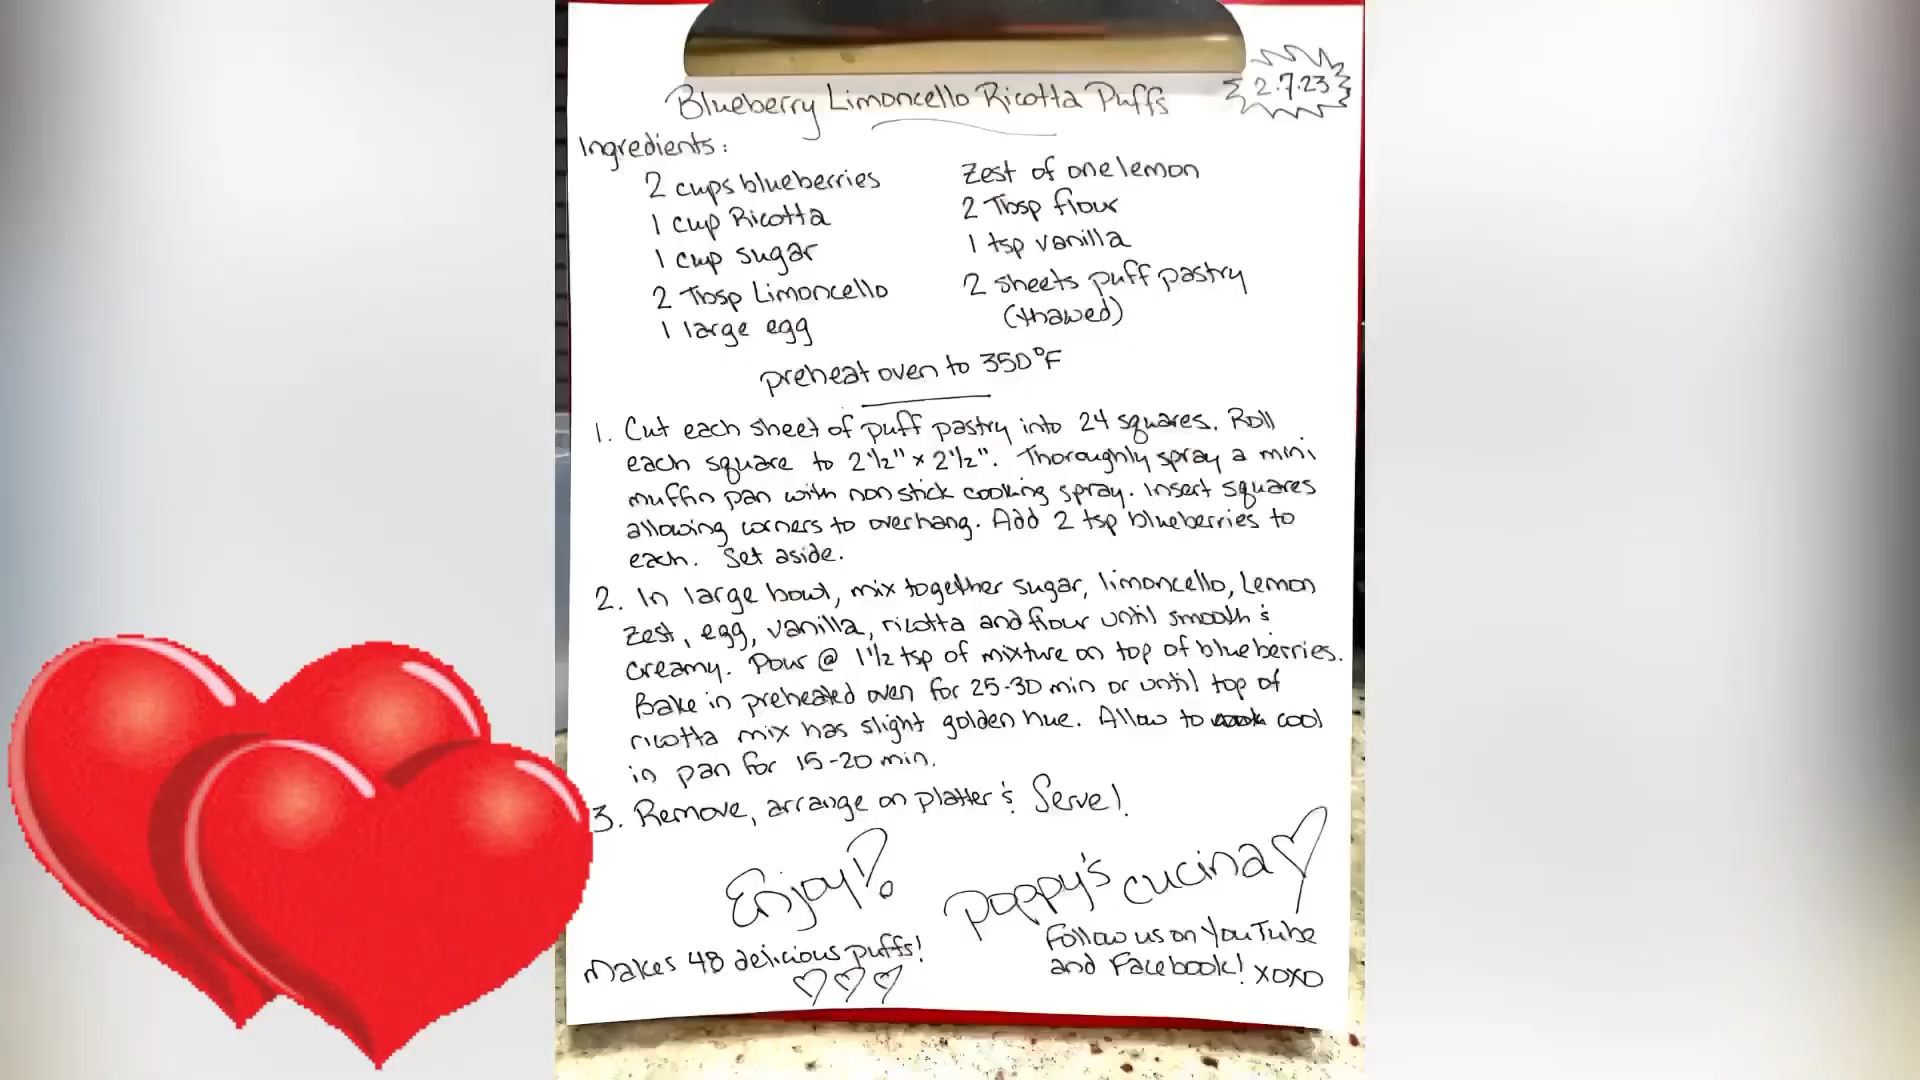 Blueberry Limoncello Ricotta Puffs
2.7.23
Ingredients:
2 cups blueberries
1 cup Ricotta
1 cup sugar
2 Tbsp Limoncello
1 large egg
Zest of one lemon
2 Tbsp flour
1 tsp vanilla
2 sheets puff pastry
(thawed)
preheat oven to 350°F
1. Cut each sheet of puff pastry into 24 squares. Roll
each square to 2 1/2" x 2 1/2". Thoroughly spray a mini
muffin pan with nonstick cooking spray. Insert squares
allowing corners to overhang. Add 2 tsp blueberries to
each. Set aside.
2. In large bowl, mix together sugar, limoncello, Lemon
zest, egg, vanilla, ricotta and flour until smooth &
creamy. Pour @ 1 1/2 tsp of mixture on top of blueberries.
Bake in preheated oven for 25-30 min or until top of
ricotta mix has slight golden hue. Allow to cool
in pan for 15-20 min.
3. Remove, arrange on platter & Serve!
Enjoy!
Makes 48 delicious puffs!
Poppy's cucina
Follow us on YouTube
and Facebook! XOXO